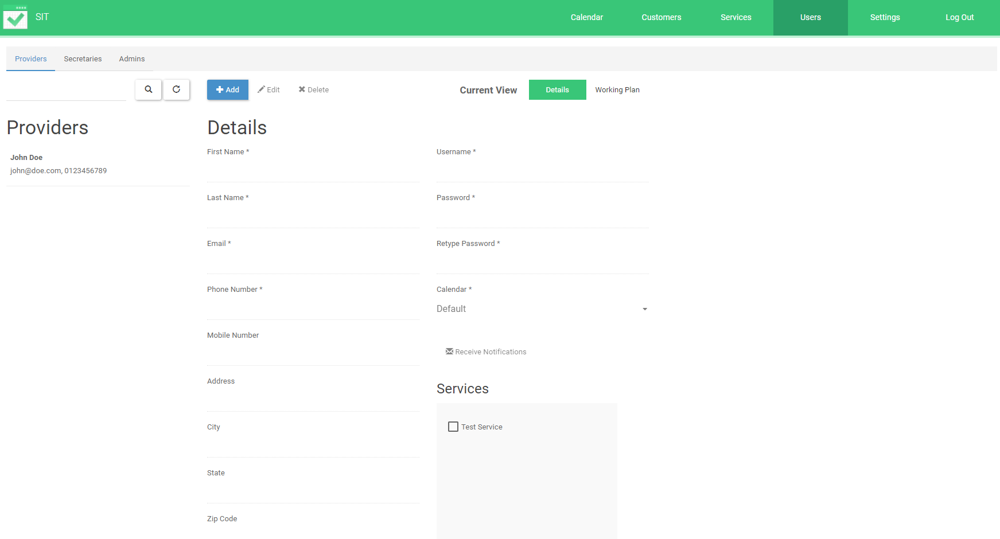 SIT
Calendar
Customers
Services
Users
Settings
Log Out
Providers
Secretaries
Admins
Add
Edit
Delete
Current View
Details
Working Plan
Providers
John Doe
john@doe.com, 0123456789
Details
First Name *
Last Name *
Email *
Phone Number *
Mobile Number
Address
City
State
Zip Code
Username *
Password *
Retype Password *
Calendar *
Default
Receive Notifications
Services
Test Service